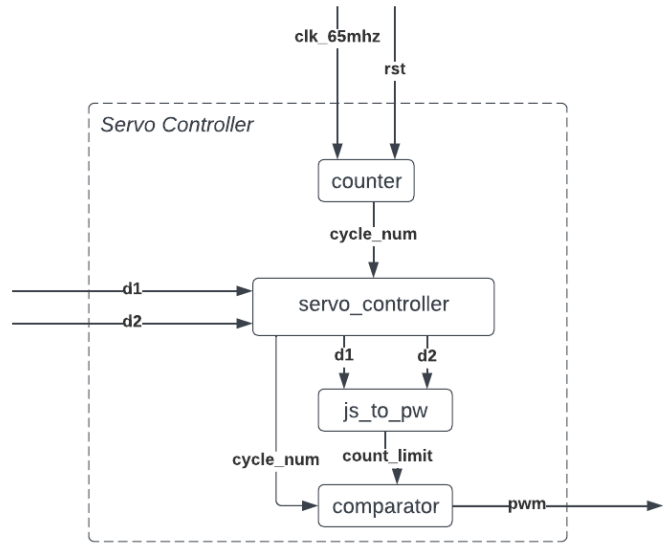 clk_65mhz
rst
Servo Controller
counter
cycle_num
d1
servo_controller
d2
d1
d2
js_to_pw
cycle_num
count_limit
comparator
pwm